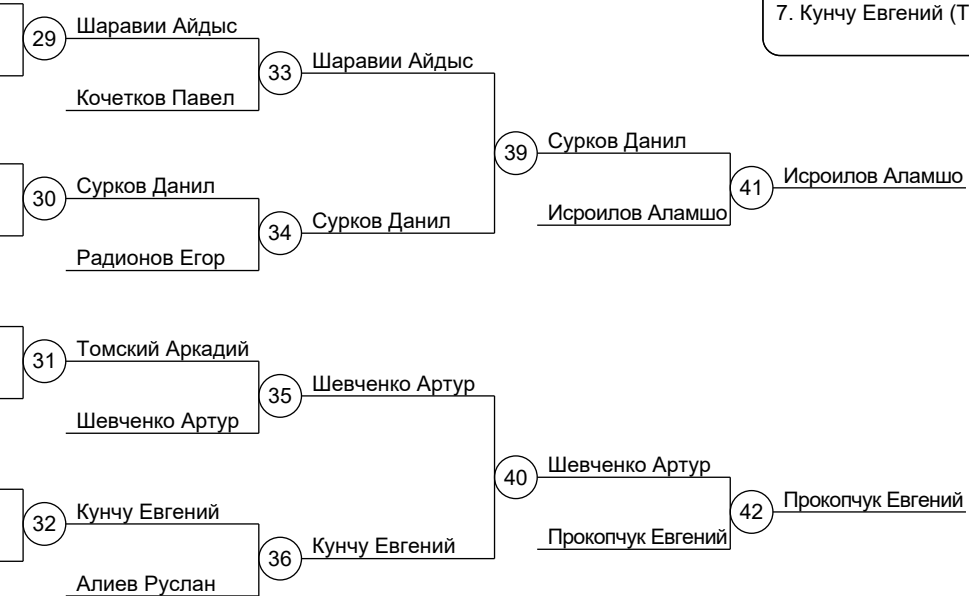 7. Кунчу Евгений (Т
29 Шаравии Айдыс
Кочетков Павел
33 Шаравии Айдыс
30 Сурков Данил
Радионов Егор
34 Сурков Данил
39 Сурков Данил
Исроилов Аламшо
41 Исроилов Аламшо
31 Томский Аркадий
Шевченко Артур
35 Шевченко Артур
32 Кунчу Евгений
Алиев Руслан
36 Кунчу Евгений
40 Шевченко Артур
Прокопчук Евгений
42 Прокопчук Евгений